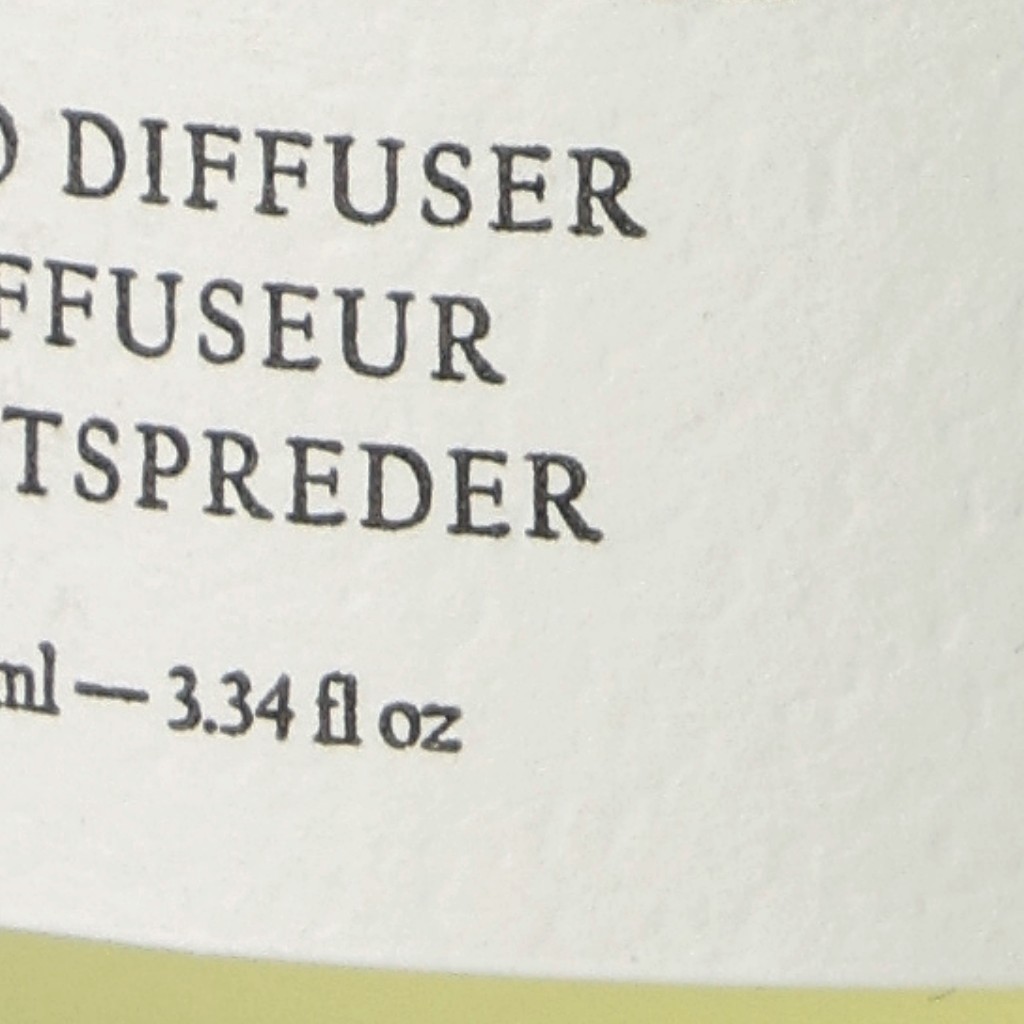 DIFFUSER
FFUSEUR
TSPREDER
ml — 3.34 fl oz